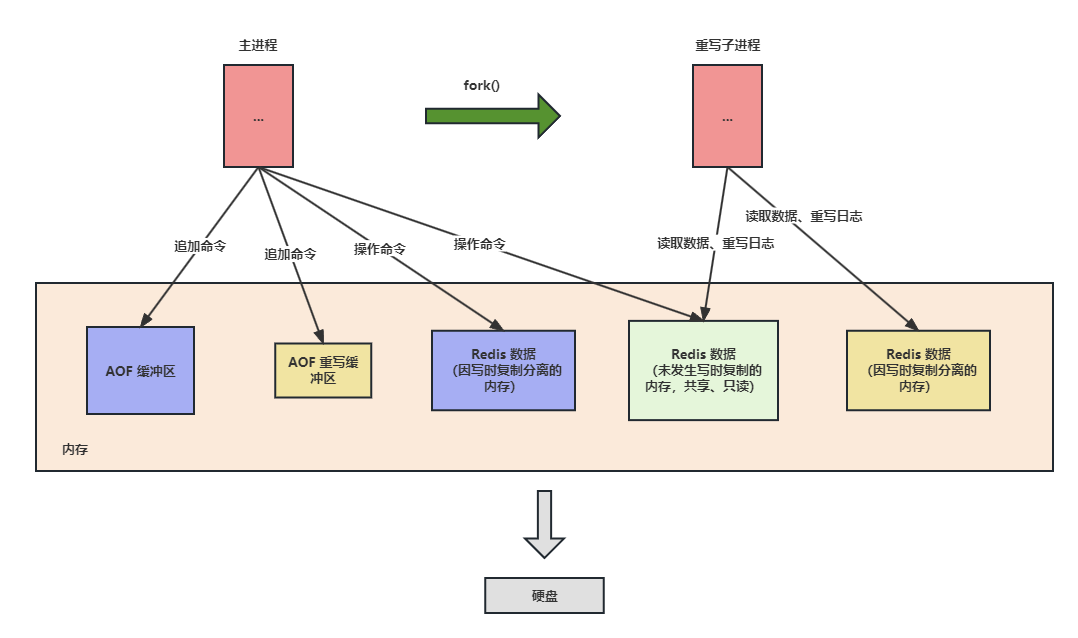 主进程
重写子进程
fork()
...
...
读取数据、重写日志
追加命令
追加命令
操作命令
操作命令
读取数据、重写日志
AOF 缓冲区
AOF 重写缓
冲区
Redis 数据
（因写时复制分离的
内存）
Redis 数据
（未发生写时复制的
内存，共享、只读）
Redis 数据
（因写时复制分离的
内存）
内存
硬盘